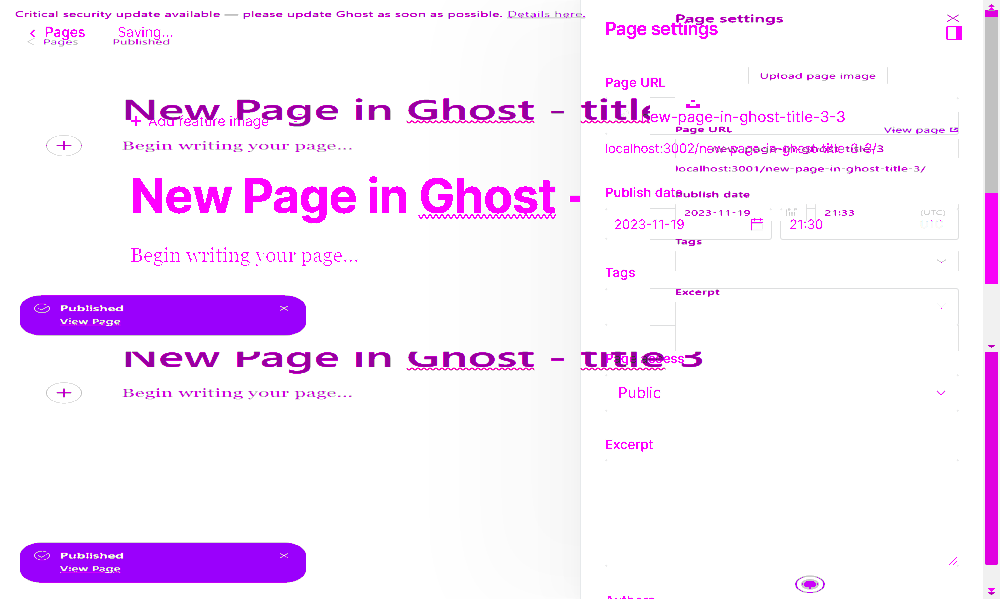 Critical security update available — please update Ghost as soon as possible. Details here.
Pages
Saving...
Pages
Published
New Page in Ghost - title
Add feature image
Begin writing your page...
New Page in Ghost -
Begin writing your page...
Published
View Page
New Page in Ghost - title 3
Begin writing your page...
Published
View Page
Page settings
Page settings
Upload page image
Page URL
new-page-in-ghost-title-3-3
Page URL
View page
localhost:3002/new-page-in-ghost-title-3-3/
localhost:3001/new-page-in-ghost-title-3/
Publish date
Publish date
2023-11-19
21:33
(UTC)
2023-11-19
21:30
UTC
Tags
Tags
Excerpt
Page access
Public
Excerpt